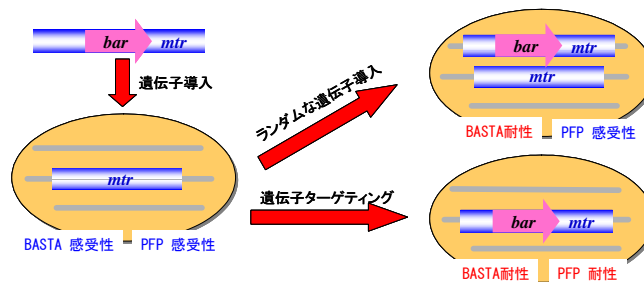 bar mtr
遺伝子導入
mtr
BASTA 感受性 PFP 感受性
ランダムな遺伝子導入
遺伝子ターゲティング
bar mtr
mtr
BASTA耐性 PFP 感受性
bar mtr
BASTA耐性 PFP 耐性